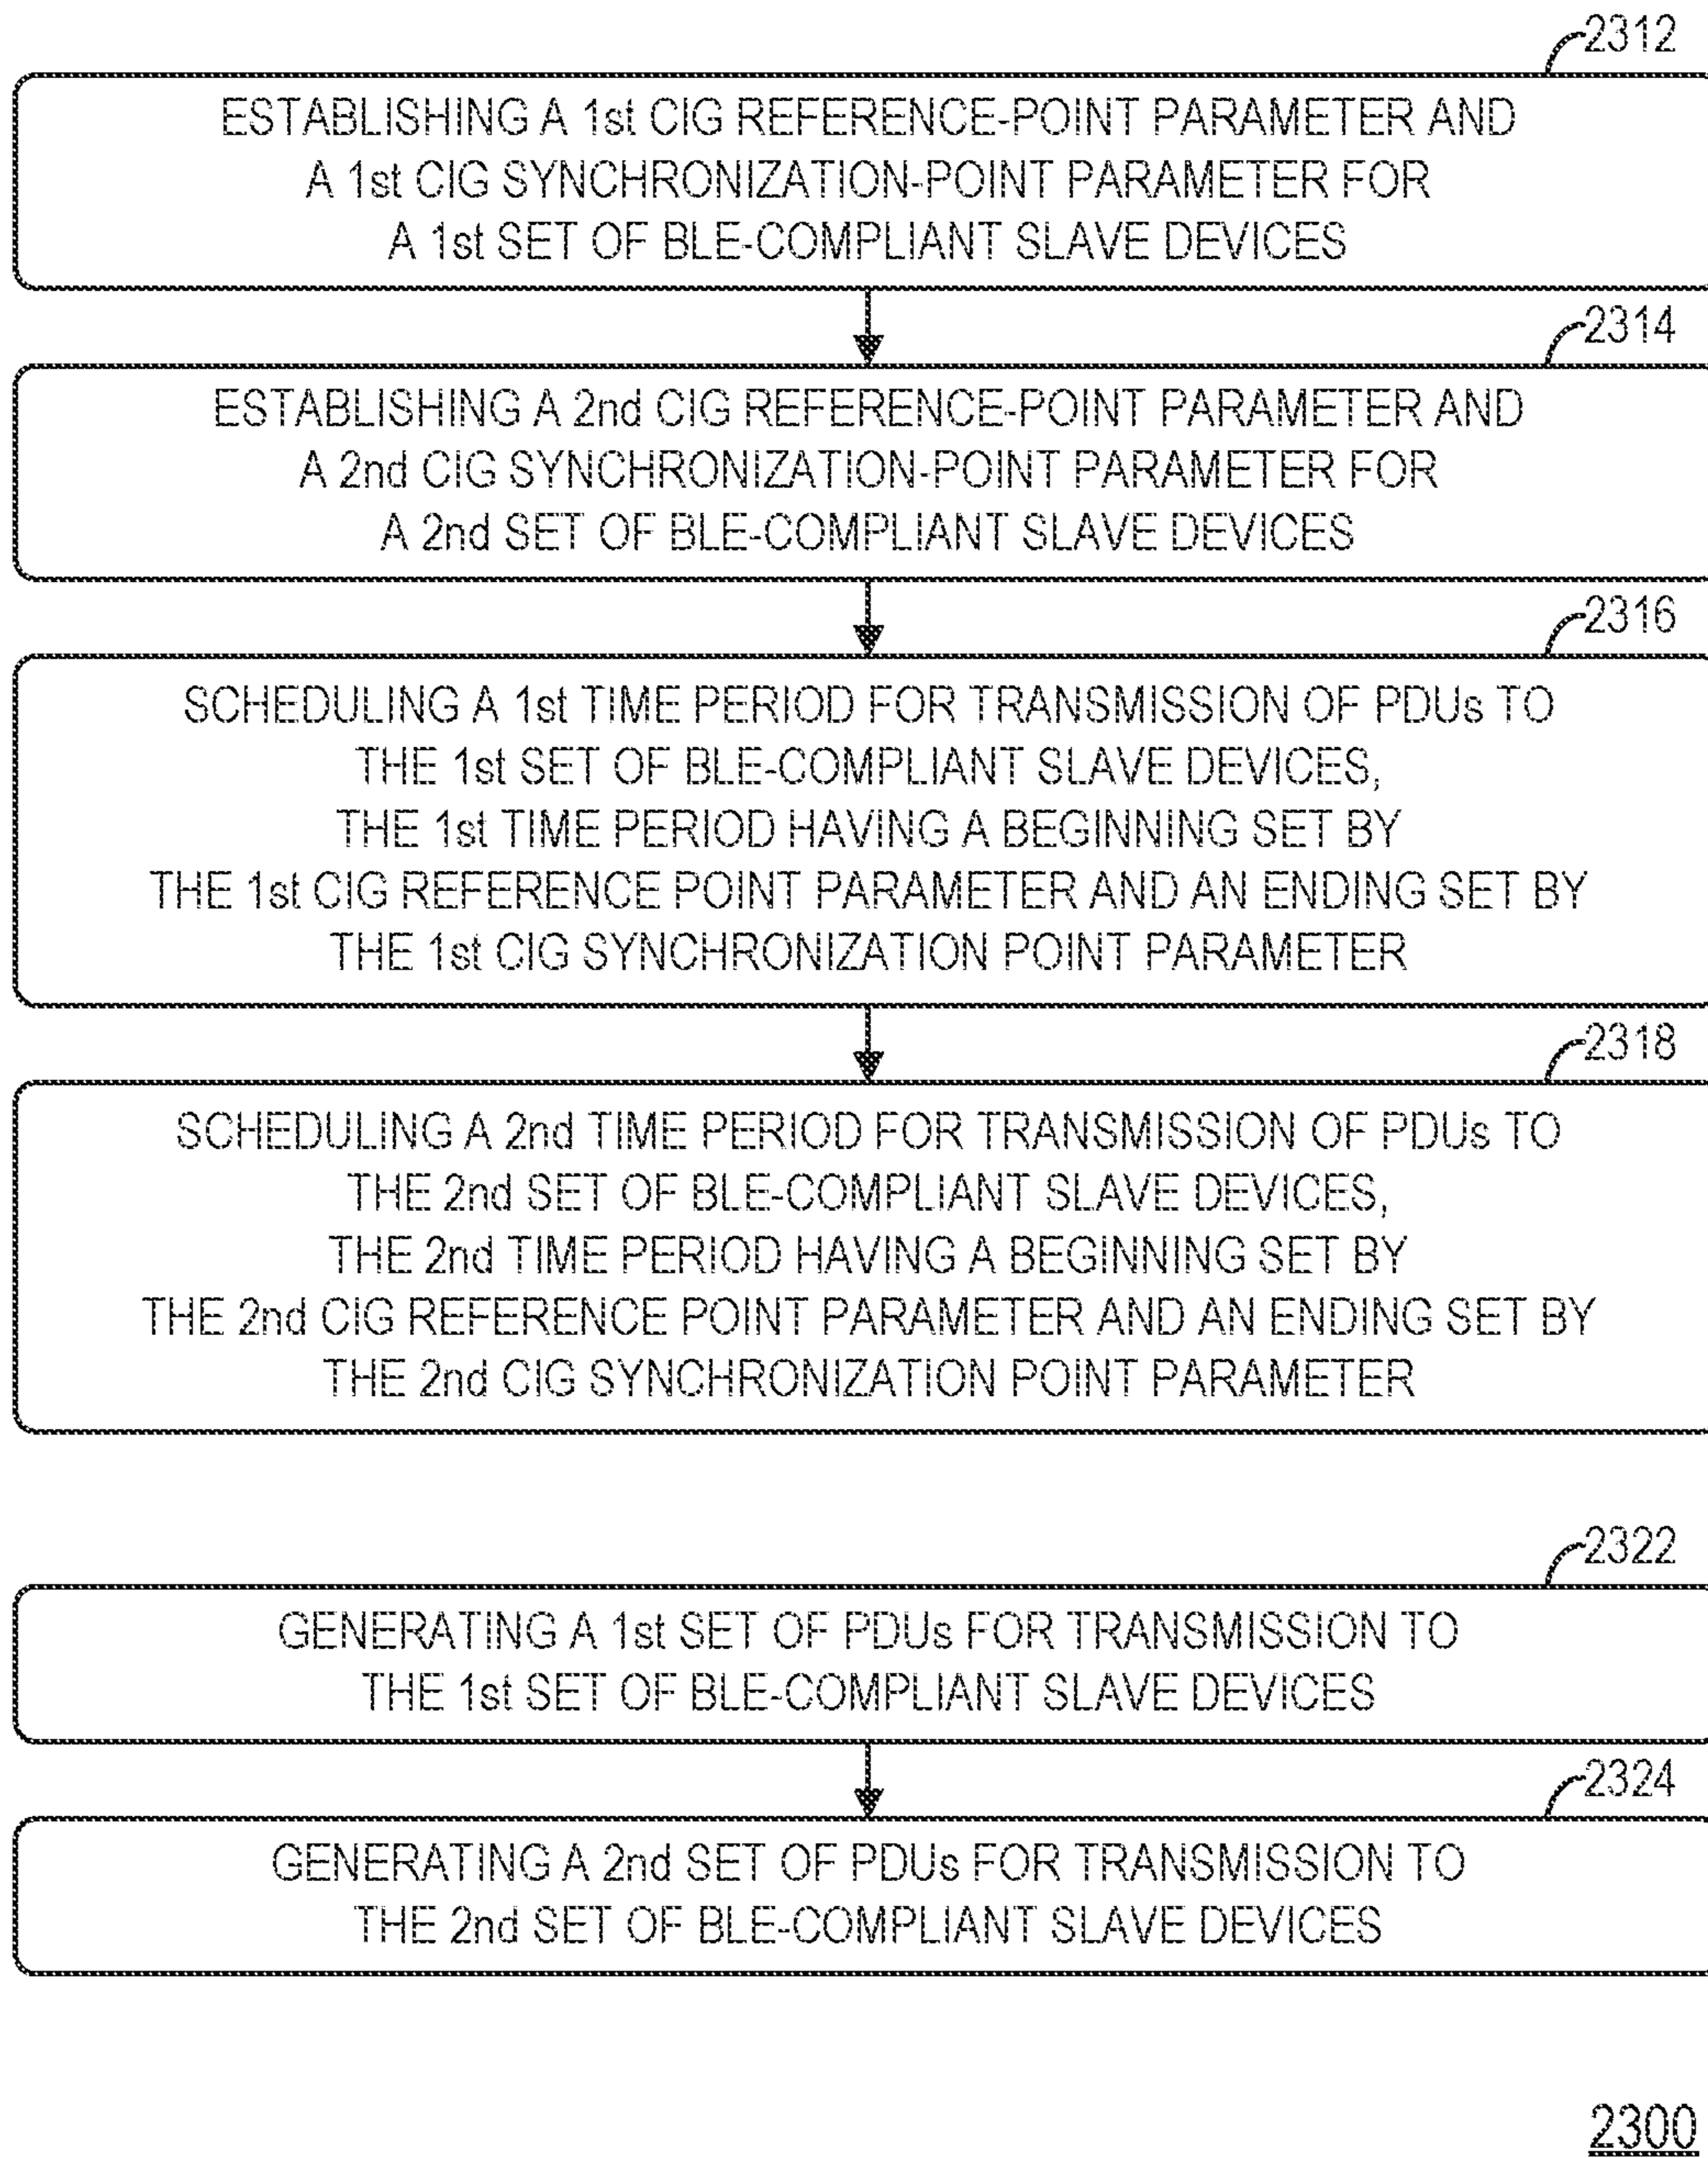 2312
ESTABLISHING A 1st CIG REFERENCE-POINT PARAMETER AND
A 1st CIG SYNCHRONIZATION-POINT PARAMETER FOR
A 1st SET OF BLE-COMPLIANT SLAVE DEVICES
2314
ESTABLISHING A 2nd CIG REFERENCE-POINT PARAMETER AND
A 2nd CIG SYNCHRONIZATION-POINT PARAMETER FOR
A 2nd SET OF BLE-COMPLIANT SLAVE DEVICES
2316
SCHEDULING A 1st TIME PERIOD FOR TRANSMISSION OF PDUs TO
THE 1st SET OF BLE-COMPLIANT SLAVE DEVICES,
THE 1st TIME PERIOD HAVING A BEGINNING SET BY
THE 1st CIG REFERENCE POINT PARAMETER AND AN ENDING SET BY
THE 1st CIG SYNCHRONIZATION POINT PARAMETER
2318
SCHEDULING A 2nd TIME PERIOD FOR TRANSMISSION OF PDUs TO
THE 2nd SET OF BLE-COMPLIANT SLAVE DEVICES,
THE 2nd TIME PERIOD HAVING A BEGINNING SET BY
THE 2nd CIG REFERENCE POINT PARAMETER AND AN ENDING SET BY
THE 2nd CIG SYNCHRONIZATION POINT PARAMETER
2322
GENERATING A 1st SET OF PDUs FOR TRANSMISSION TO
THE 1st SET OF BLE-COMPLIANT SLAVE DEVICES
2324
GENERATING A 2nd SET OF PDUs FOR TRANSMISSION TO
THE 2nd SET OF BLE-COMPLIANT SLAVE DEVICES
2300